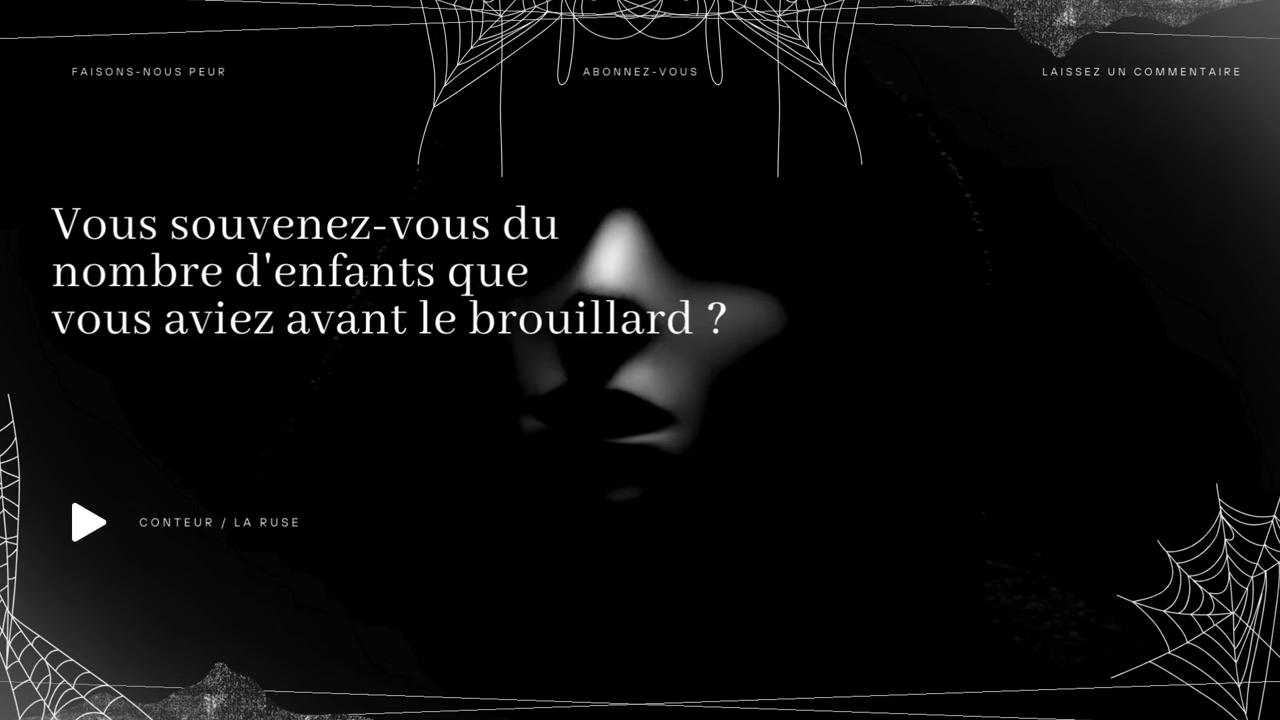 FAISONS-NOUS PEUR
ABONNEZ-VOUS
LAISSEZ UN COMMENTAIRE
Vous souvenez-vous du
nombre d'enfants que
vous aviez avant le brouillard ?
CONTEUR / LA RUSE